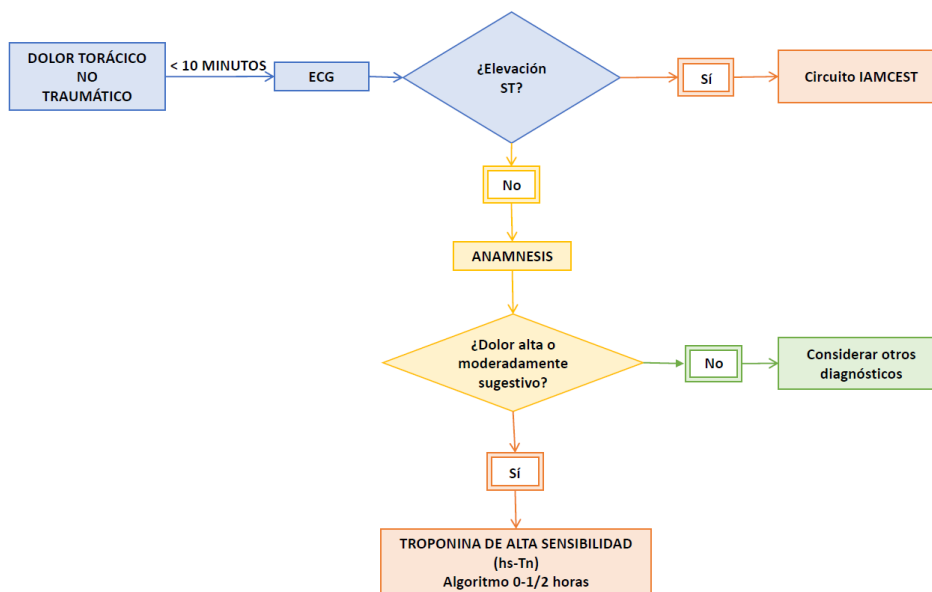 DOLOR TORÁCICO
NO
TRAUMÁTICO
< 10 MINUTOS
ECG
¿Elevación
ST?
Sí
Circuito IAMCEST
No
ANAMNESIS
¿Dolor alta o
moderadamente
sugestivo?
No
Considerar otros
diagnósticos
Sí
TROPONINA DE ALTA SENSIBILIDAD
(hs-Tn)
Algoritmo 0-1/2 horas